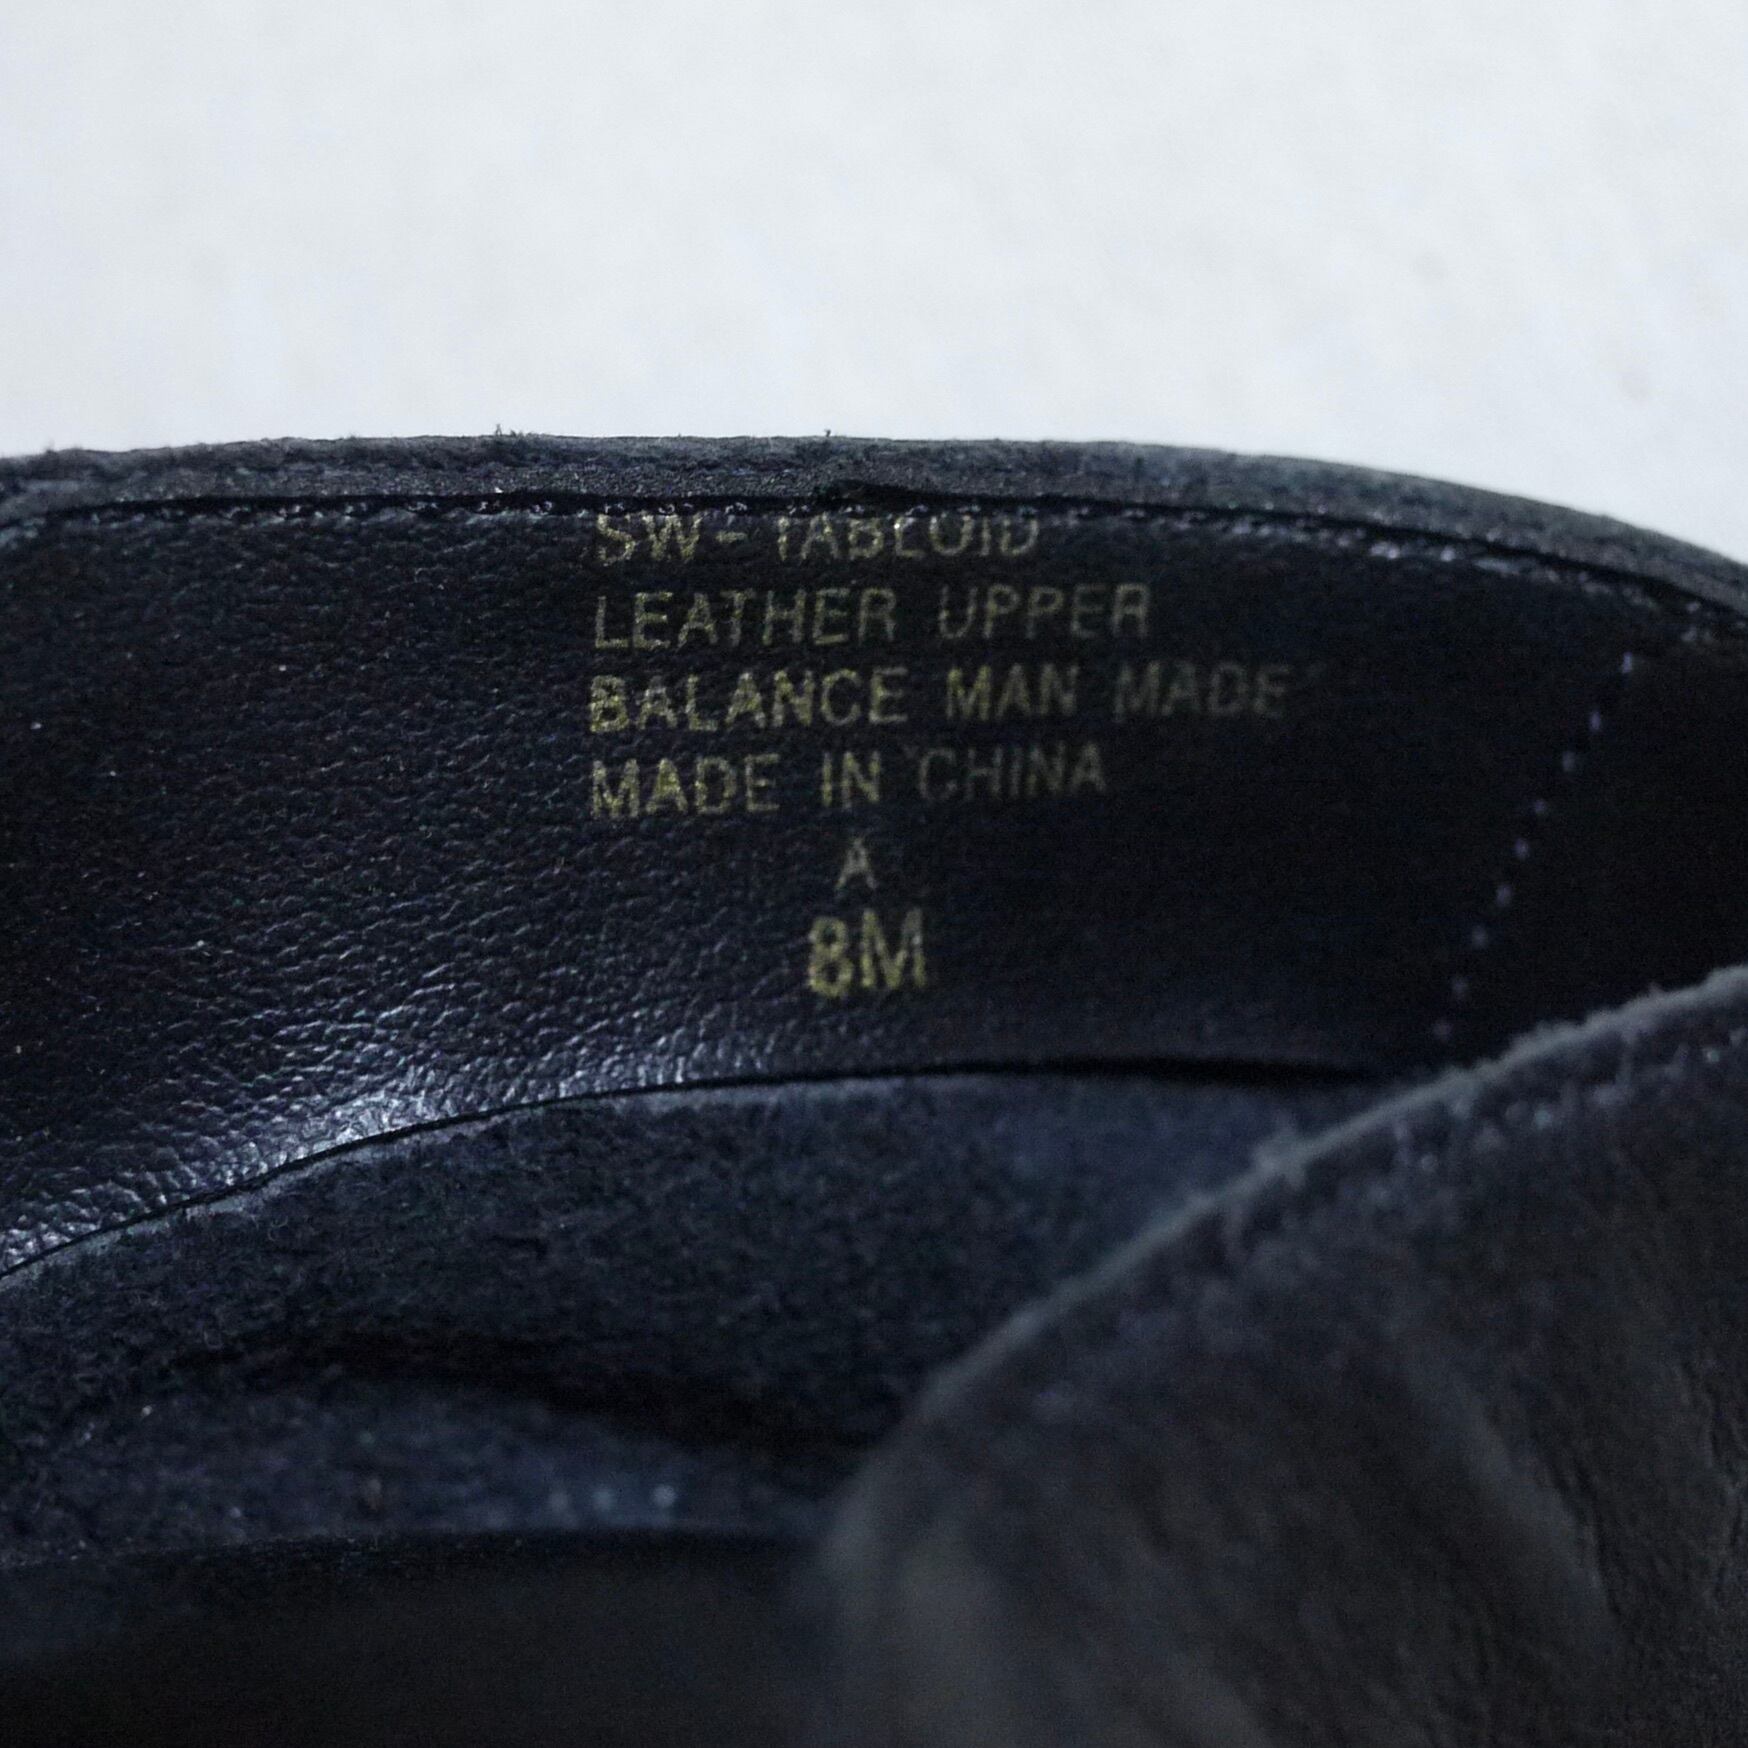 SW-TABLOID
LEATHER UPPER
BALANCE MAN MADE
MADE IN CHINA
A
8M